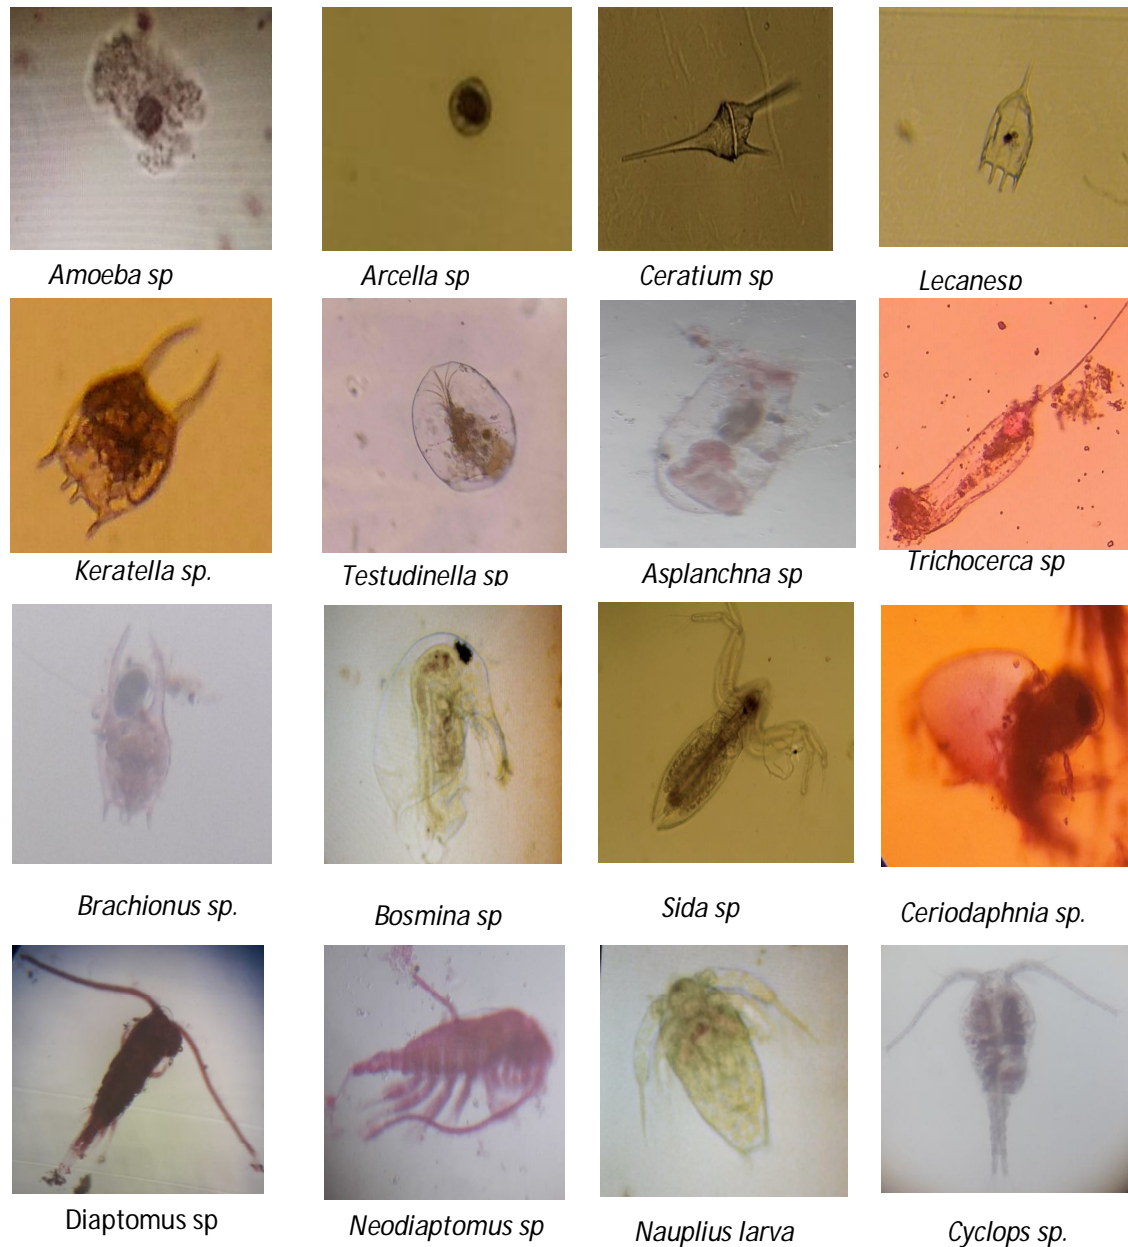 Amoeba sp
Arcella sp
Ceratium sp
Lecanesp
Keratella sp.
Testudinella sp
Asplanchna sp
Trichocerca sp
Brachionus sp.
Bosmina sp
Sida sp
Ceriodaphnia sp.
Diaptomus sp
Neodiaptomus sp
Nauplius larva
Cyclops sp.